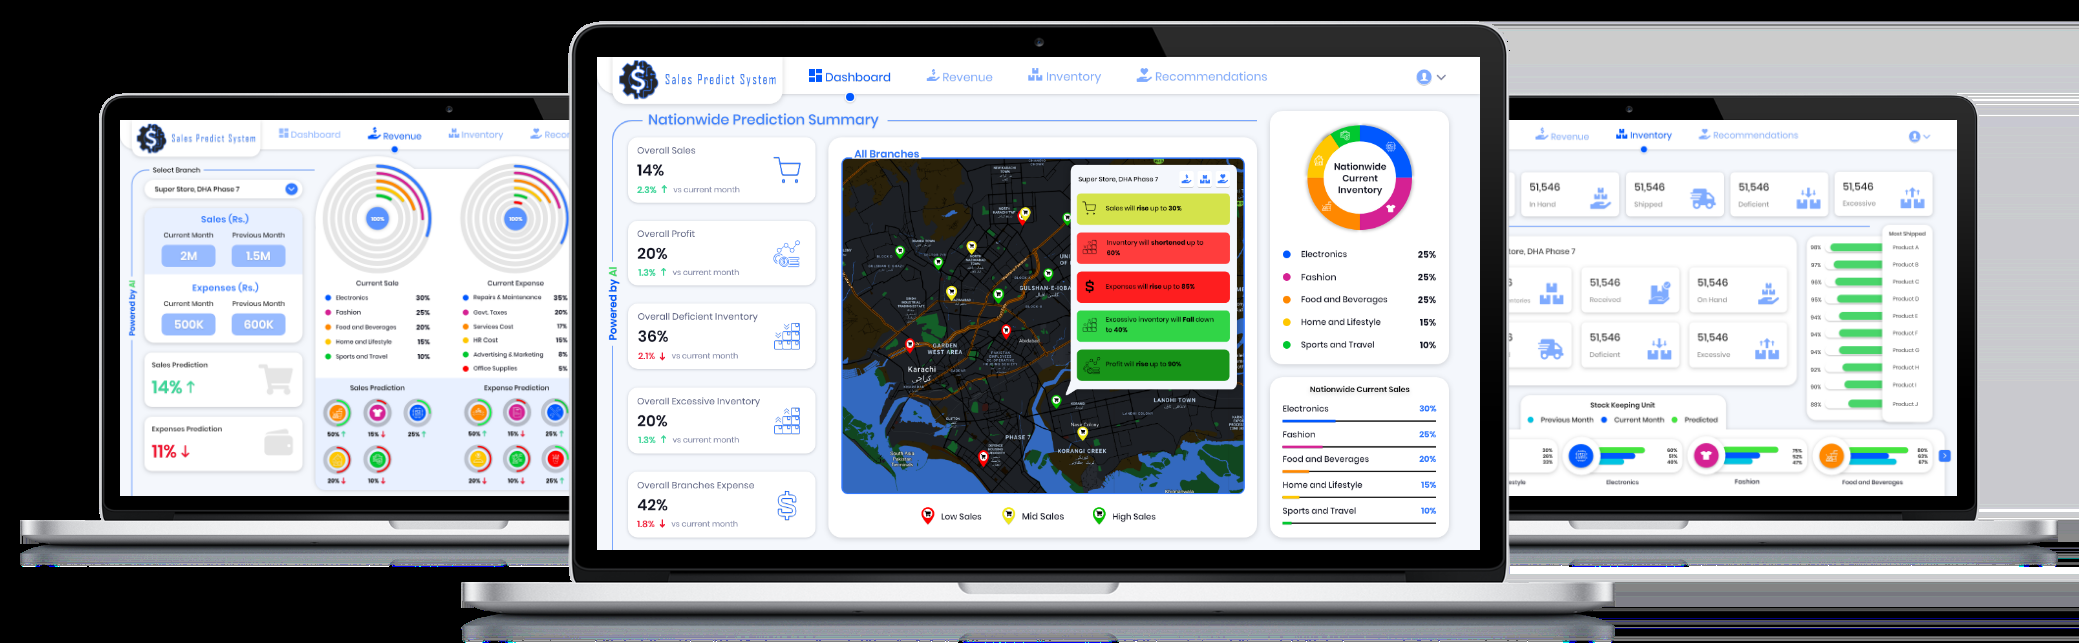 Sales Predict System
Dashboard
Revenue
Inventory
Select Branch
Super Store, DHA Phase 7
Sales (Rs.)
Current Month
Previous Month
2M
1.5M
Expenses (Rs.)
Current Month
Previous Month
500K
600K
Powered by AI
Sales Prediction
14% ↑
Expenses Prediction
11% ↓
100%
100%
Current Sale
Electronics 30%
Fashion 25%
Food and Beverages 20%
Home and Lifestyle 15%
Sports and Travel 10%
Current Expense
Repairs & Maintainance 35%
Govt. Taxes 20%
Services Cost 17%
HR Cost 15%
Advertising & Marketing 8%
Office Supplies 5%
Sales Prediction
50% ↑ 15% ↓ 25% ↑
20% ↓ 10% ↓
Expense Prediction
50% ↑ 15% ↓ 25% ↑
20% ↓ 10% ↓ 25% ↑
Sales Predict System
Dashboard
Revenue
Inventory
Recommendations
Nationwide Prediction Summary
Powered by AI
Overall Sales
14%
2.3% ↑ vs current month
Overall Profit
20%
1.3% ↑ vs current month
Overall Deficient Inventory
36%
2.1% ↓ vs current month
Overall Excessive Inventory
20%
1.3% ↑ vs current month
Overall Branches Expense
42%
1.8% ↓ vs current month
All Branches
Super Store, DHA Phase 7
Sales will rise up to 30%
Inventory will shortened up
to 60%
Expenses will rise up to 85%
Excessive Inventory will Fall down
to 40%
Profit will rise up to 90%
GULSHAN-E-IQBA
GARDEN
WEST AREA
Karachi
كراچی
LANDHI TOWN
PHASE 7
KORANGI CREEK
Low Sales
Mid Sales
High Sales
Nationwide
Current
Inventory
Electronics 25%
Fashion 25%
Food and Beverages 25%
Home and Lifestyle 15%
Sports and Travel 10%
Nationwide Current Sales
Electronics 30%
Fashion 25%
Food and Beverages 20%
Home and Lifestyle 15%
Sports and Travel 10%
Revenue
Inventory
Recommendations
51,546
In Hand
51,546
Shipped
51,546
Deficient
51,546
Excessive
ore, DHA Phase 7
51,546
Received
51,546
On Hand
51,546
Deficient
51,546
Excessive
Most Shipped
98% Product A
97% Product B
96% Product C
95% Product D
95% Product E
94% Product F
94% Product G
92% Product H
90% Product I
88% Product J
Stock Keeping Unit
Previous Month
Current Month
Predicted
Electronics
Fashion
Food and Beverages